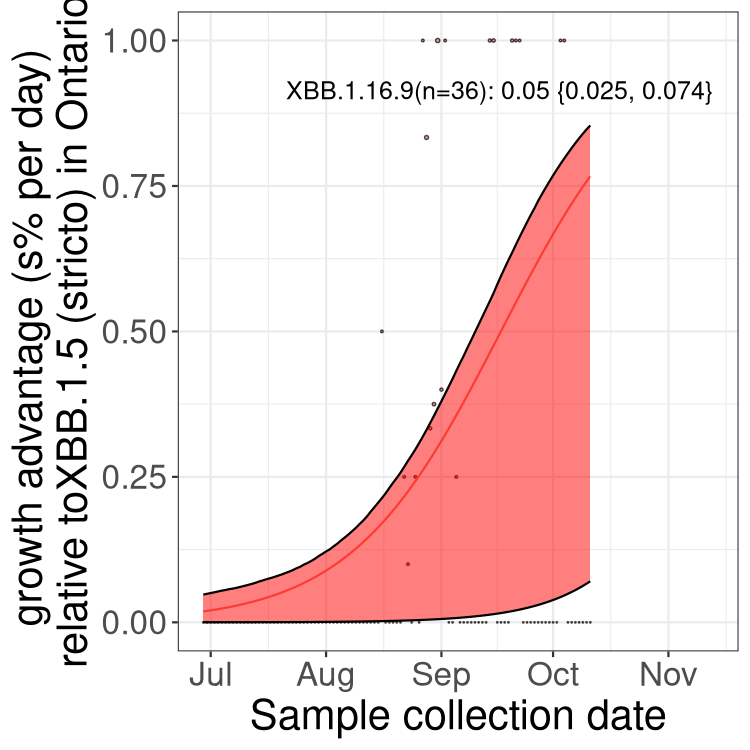 growth advantage (s% per day)
relative toXBB.1.5 (stricto) in Ontario
1.00
0.75
0.50
0.25
0.00
XBB.1.16.9(n=36): 0.05 {0.025, 0.074}
Jul Aug Sep Oct Nov
Sample collection date